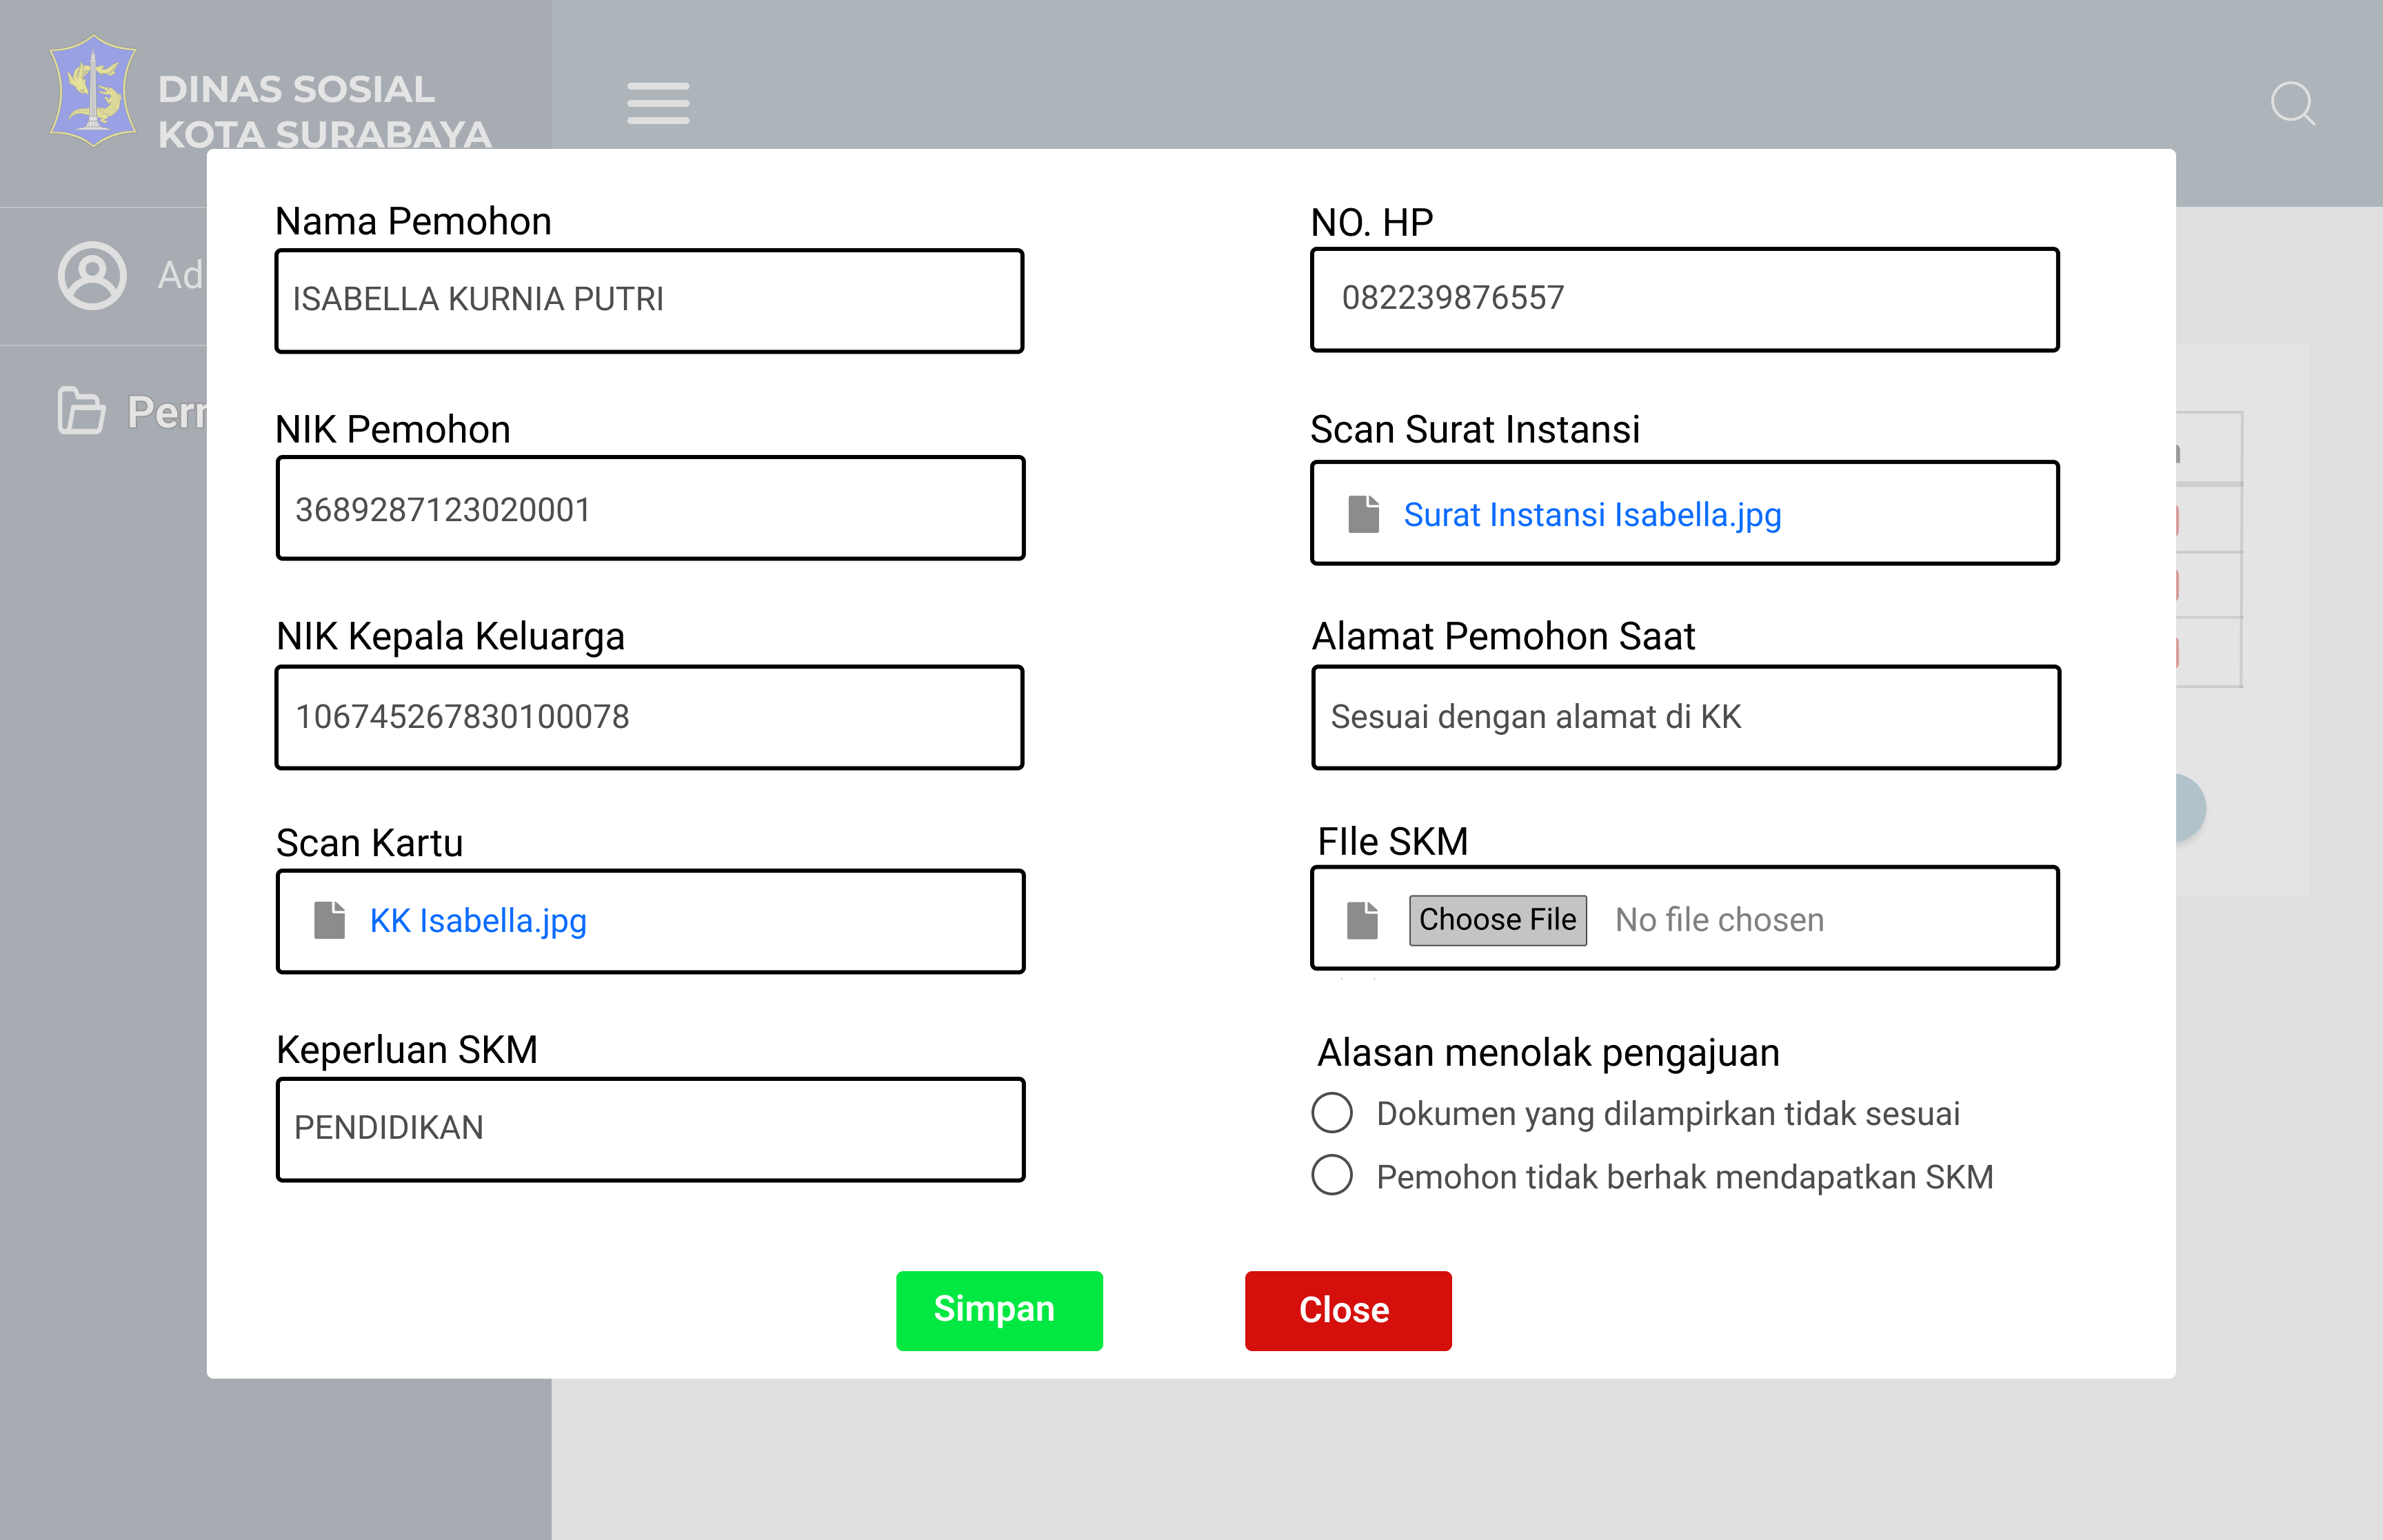 DINAS SOSIAL
KOTA SURABAYA
Nama Pemohon
ISABELLA KURNIA PUTRI
NIK Pemohon
3689287123020001
NIK Kepala Keluarga
106745267830100078
Scan Kartu
KK Isabella.jpg
Keperluan SKM
PENDIDIKAN
NO. HP
082239876557
Scan Surat Instansi
Surat Instansi Isabella.jpg
Alamat Pemohon Saat
Sesuai dengan alamat di KK
FIle SKM
Choose File No file chosen
Alasan menolak pengajuan
Dokumen yang dilampirkan tidak sesuai
Pemohon tidak berhak mendapatkan SKM
Simpan
Close